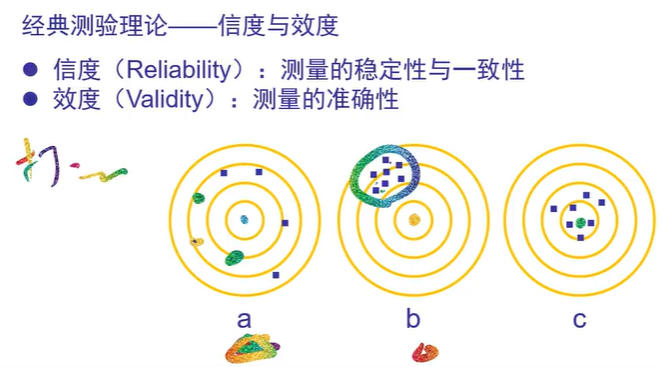 经典测验理论——信度与效度
信度（Reliability）：测量的稳定性与一致性
效度（Validity）：测量的准确性
a
b
c